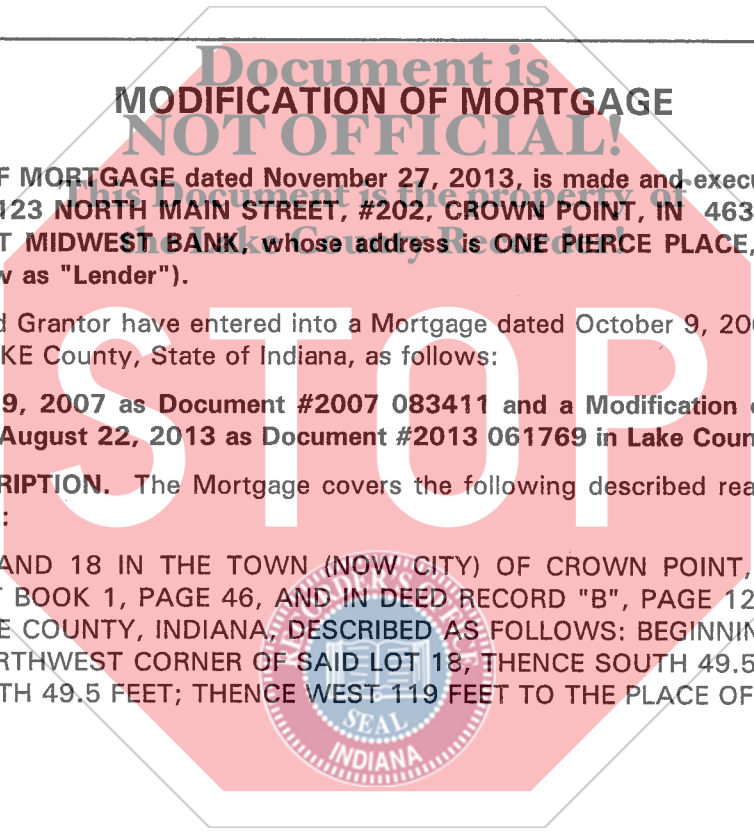 Document is
MODIFICATION OF MORTGAGE
NOT OFFICIAL!
F MORTGAGE dated November 27, 2013, is made and execu
This Document is the property of
123 NORTH MAIN STREET, #202, CROWN POINT, IN 463
the Lake County Recorder!
T MIDWEST BANK, whose address is ONE PIERCE PLACE,
v as "Lender").
d Grantor have entered into a Mortgage dated October 9, 200
KE County, State of Indiana, as follows:
9, 2007 as Document #2007 083411 and a Modification o
August 22, 2013 as Document #2013 061769 in Lake Coun
STOP
RIPTION. The Mortgage covers the following described rea
:
AND 18 IN THE TOWN (NOW CITY) OF CROWN POINT,
T BOOK 1, PAGE 46, AND IN DEED RECORD "B", PAGE 12
E COUNTY, INDIANA, DESCRIBED AS FOLLOWS: BEGINNIN
RTHWEST CORNER OF SAID LOT 18, THENCE SOUTH 49.5
TH 49.5 FEET; THENCE WEST 119 FEET TO THE PLACE OF
SEAL
INDIANA